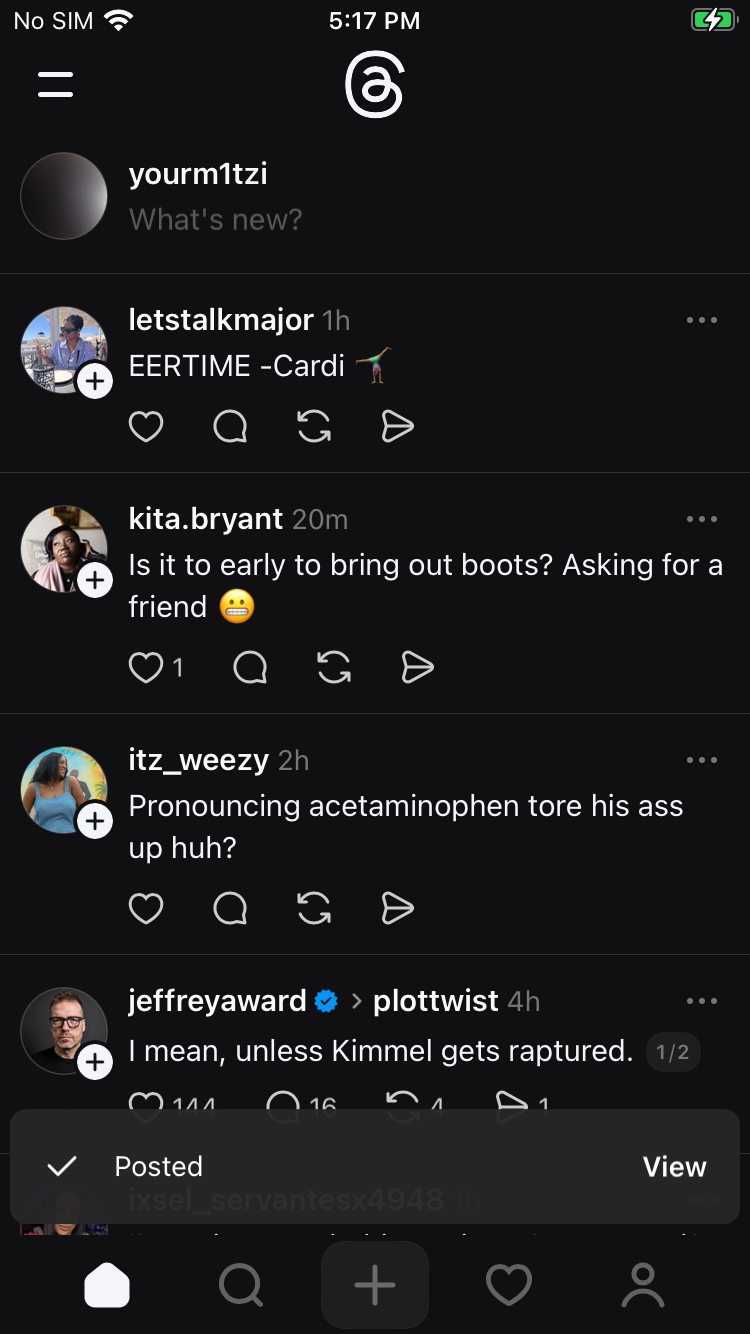 No SIM 5:17 PM
yourm1tzi
What's new?
letstalkmajor 1h
EERTIME -Cardi 🤸🏾‍♀️
kita.bryant 20m
Is it to early to bring out boots? Asking for a
friend 😬
1
itz_weezy 2h
Pronouncing acetaminophen tore his ass
up huh?
jeffreyaward > plottwist 4h
I mean, unless Kimmel gets raptured. 1/2
144 16 4 1
Posted View
ixsel_servantesx4948 1h